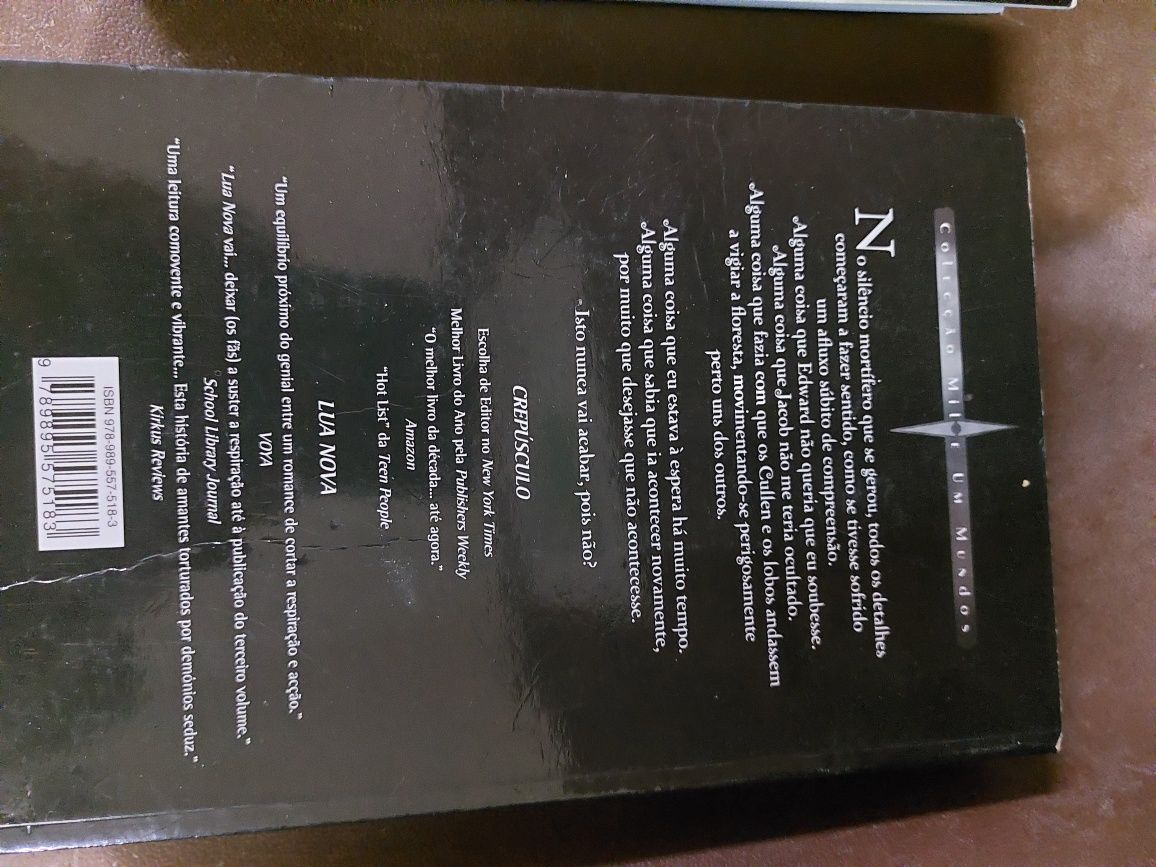 Colecção Mil e Um Mundos
No silêncio mortífero que se gerou, todos os detalhes
começaram a fazer sentido, como se tivesse sofrido
um afluxo súbito de compreensão.
Alguma coisa que Edward não queria que eu soubesse.
Alguma coisa que Jacob não me teria ocultado.
Alguma coisa que fazia com que os Cullen e os lobos andassem
a vigiar a floresta, movimentando-se perigosamente
perto uns dos outros.
Alguma coisa que eu estava à espera há muito tempo.
Alguma coisa que sabia que ia acontecer novamente,
por muito que desejasse que não acontecesse.
Isto nunca vai acabar, pois não?
CREPÚSCULO
Escolha de Editor no New York Times
Melhor Livro do Ano pela Publishers Weekly
"O melhor livro da década... até agora."
Amazon
"Hot List" da Teen People
LUA NOVA
"Um equilíbrio próximo do genial entre um romance de cortar a respiração e acção."
VOYA
"Lua Nova vai... deixar (os fãs) a suster a respiração até à publicação do terceiro volume."
School Library Journal
"Uma leitura comovente e vibrante... Esta história de amantes torturados por demónios seduz."
Kirkus Reviews
ISBN 978-989-557-518-3
9 789895 575183